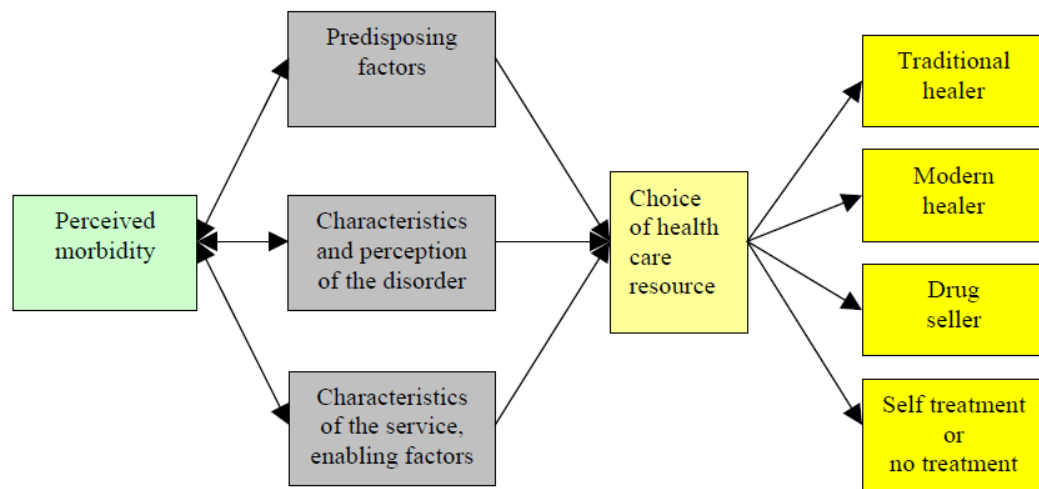 Perceived
morbidity
Predisposing
factors
Characteristics
and perception
of the disorder
Characteristics
of the service,
enabling factors
Choice
of health
care
resource
Traditional
healer
Modern
healer
Drug
seller
Self treatment
or
no treatment